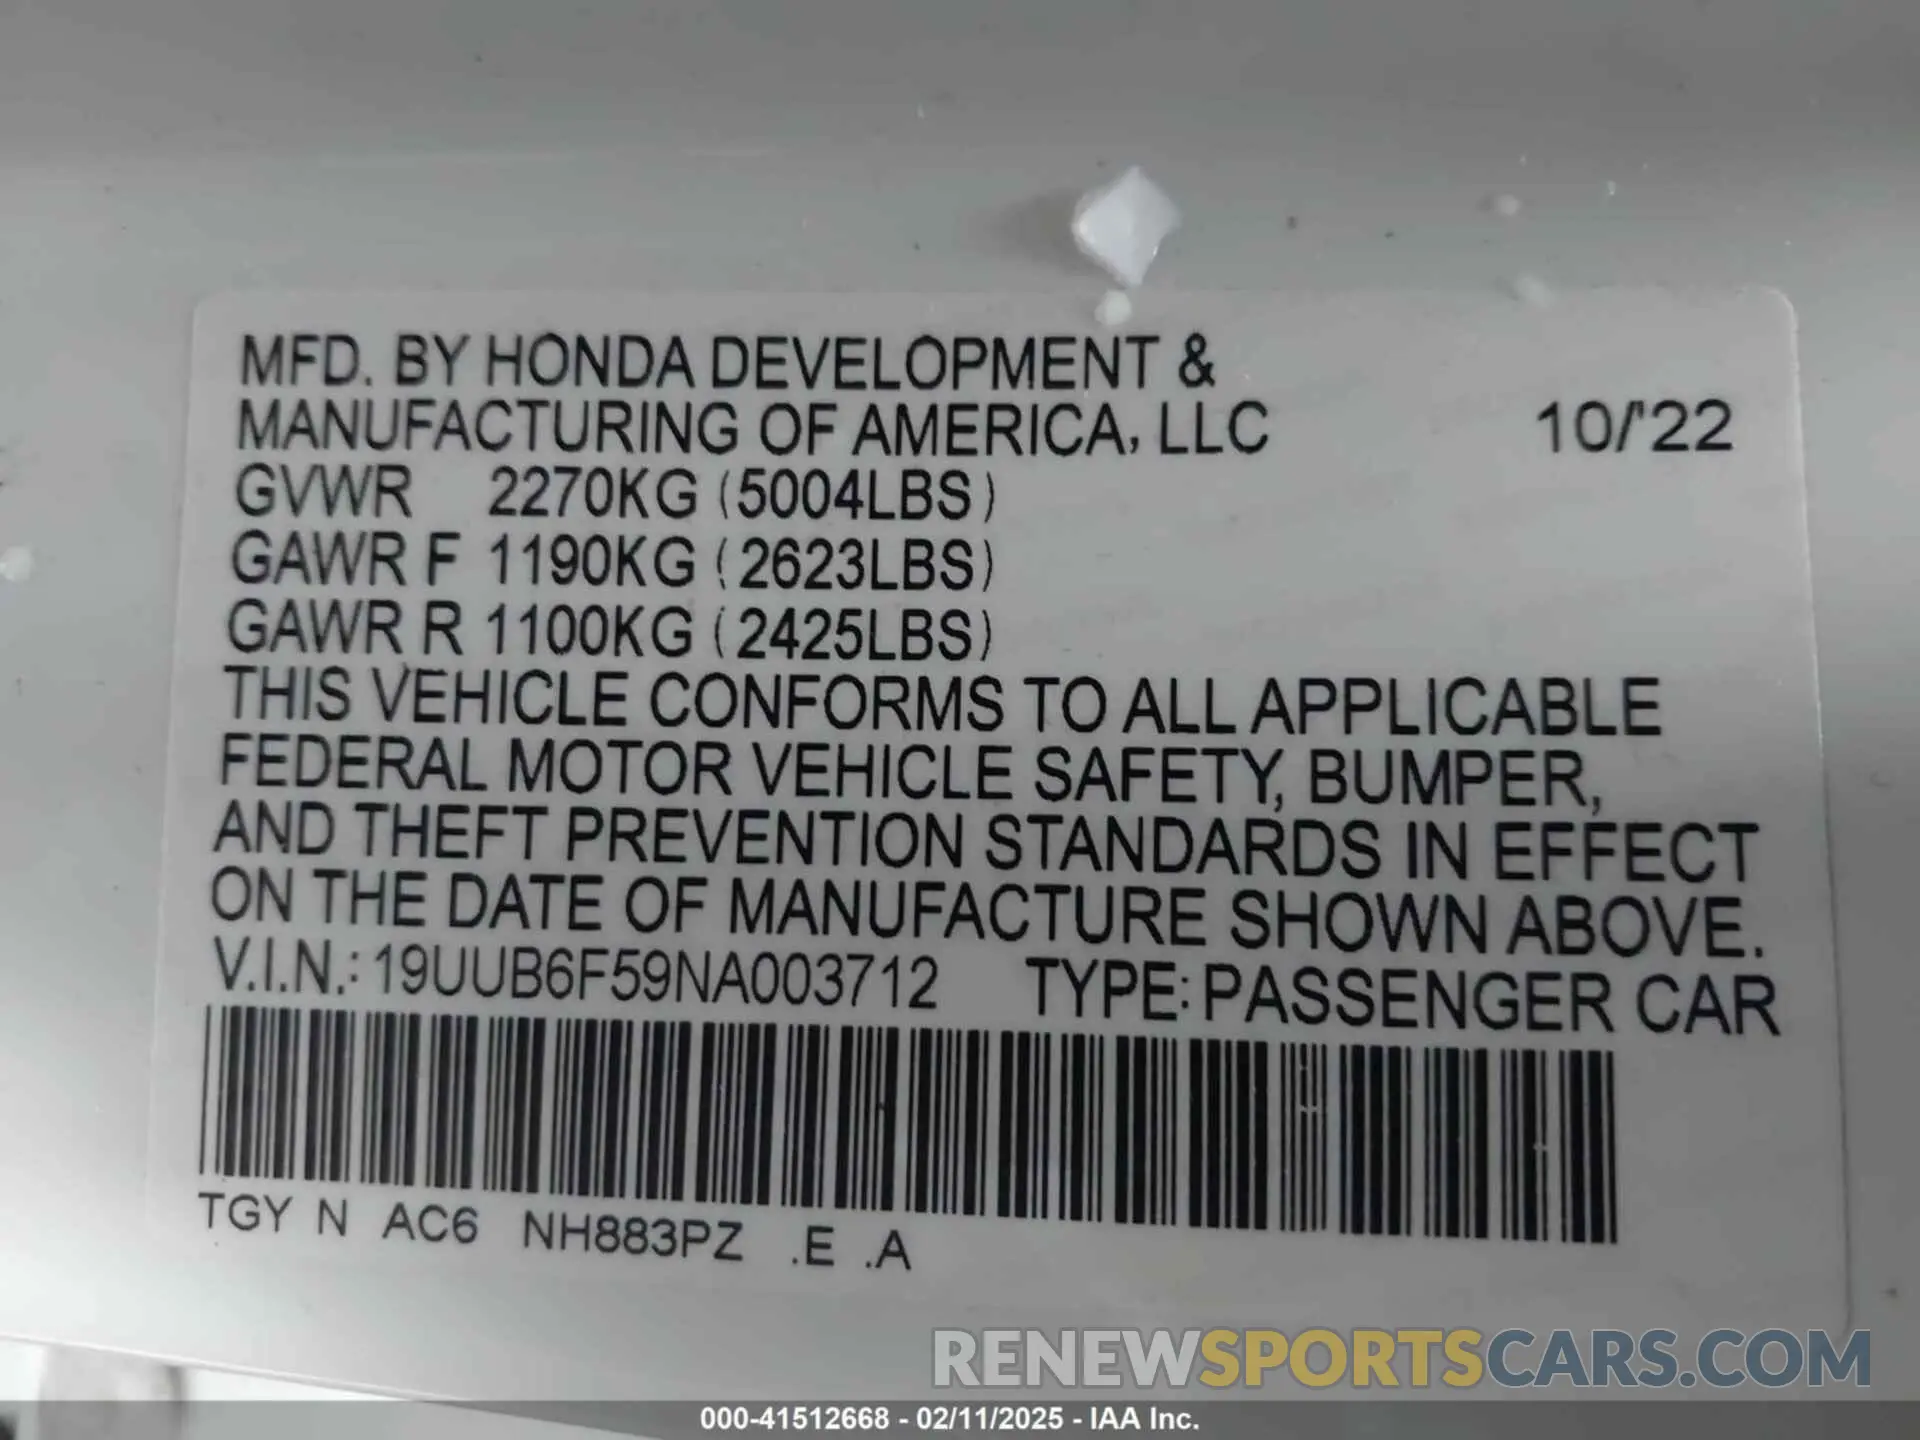 MFD. BY HONDA DEVELOPMENT &
MANUFACTURING OF AMERICA, LLC 10/'22
GVWR 2270KG (5004LBS)
GAWR F 1190KG (2623LBS)
GAWR R 1100KG (2425LBS)
THIS VEHICLE CONFORMS TO ALL APPLICABLE
FEDERAL MOTOR VEHICLE SAFETY, BUMPER,
AND THEFT PREVENTION STANDARDS IN EFFECT
ON THE DATE OF MANUFACTURE SHOWN ABOVE.
V.I.N.: 19UUB6F59NA003712 TYPE: PASSENGER CAR
TGY N AC6 NH883PZ .E .A
RENEWSPORTSCARS.COM
000-41512668 - 02/11/2025 - IAA Inc.